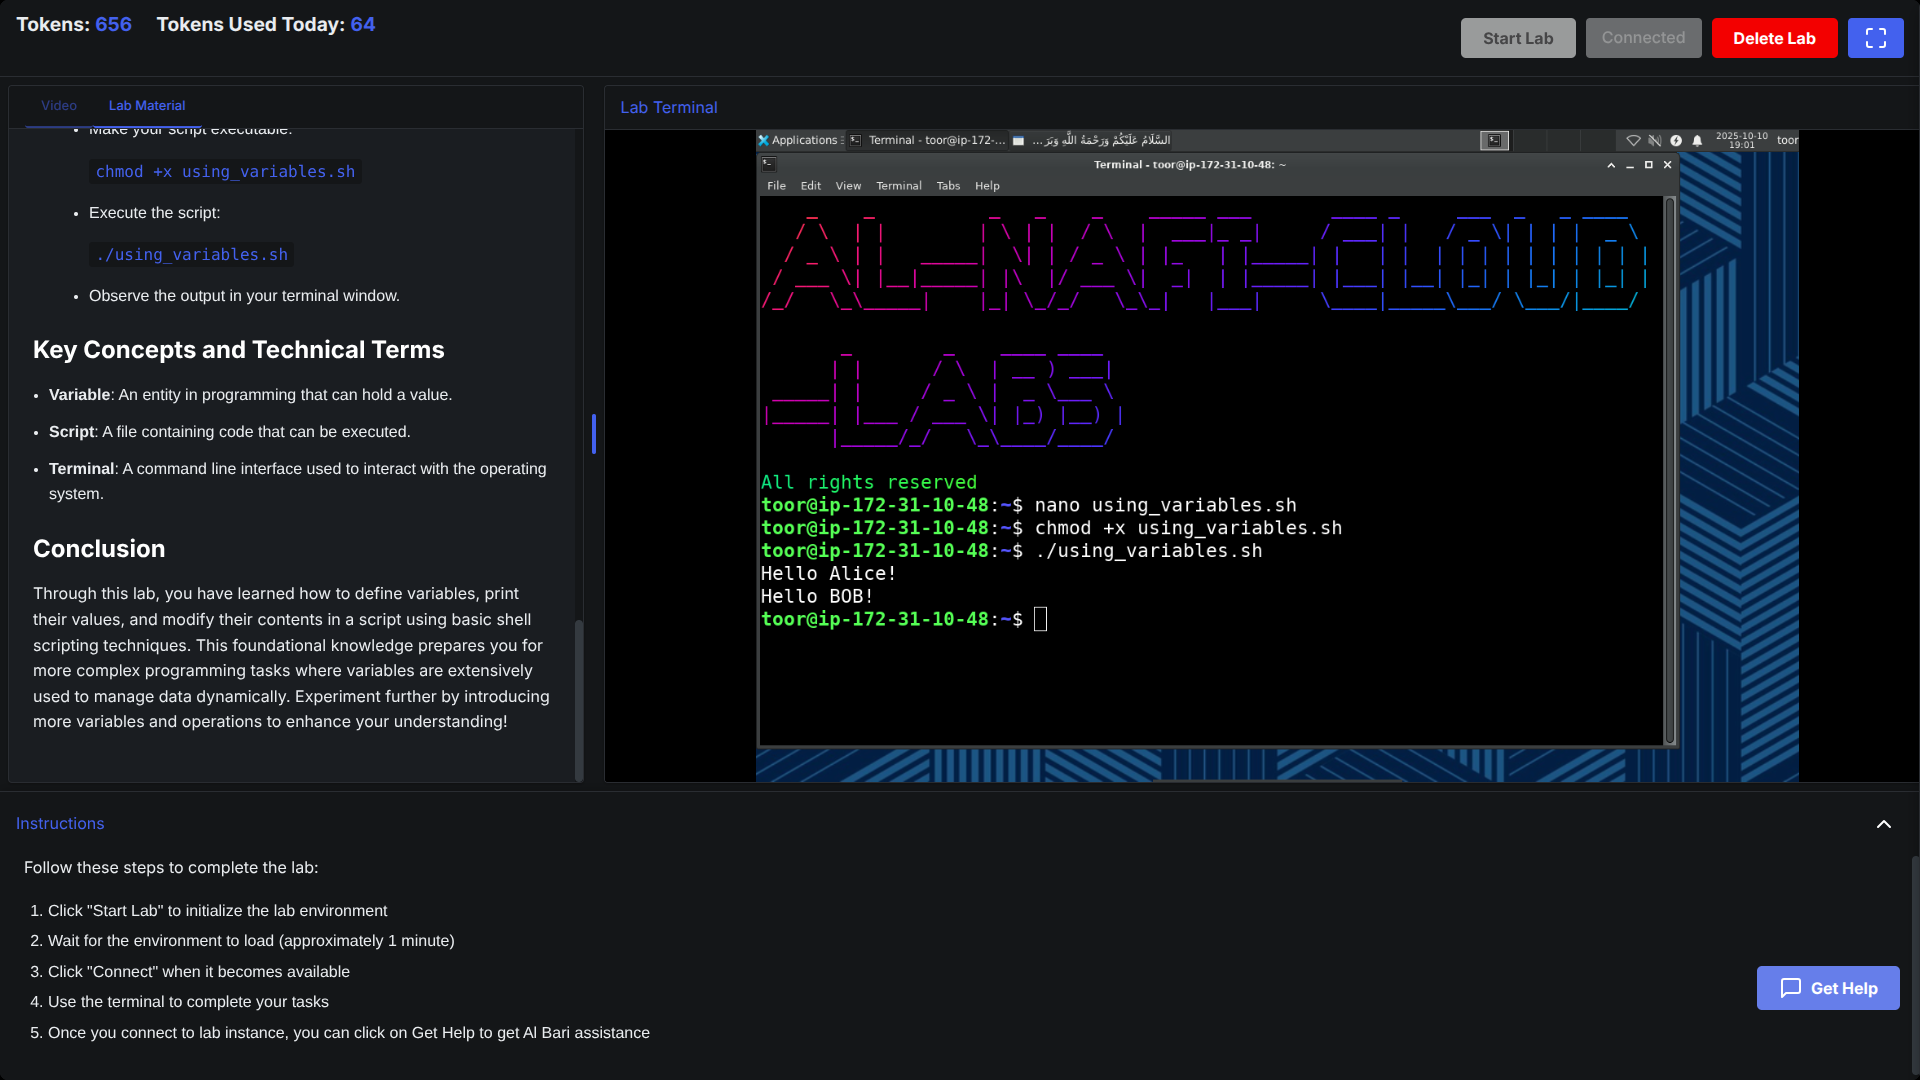 Tokens: 656 Tokens Used Today: 64
Start Lab
Connected
Delete Lab
Video
Lab Material
Make your script executable:
chmod +x using_variables.sh
Execute the script:
./using_variables.sh
Observe the output in your terminal window.
Key Concepts and Technical Terms
Variable: An entity in programming that can hold a value.
Script: A file containing code that can be executed.
Terminal: A command line interface used to interact with the operating
system.
Conclusion
Through this lab, you have learned how to define variables, print
their values, and modify their contents in a script using basic shell
scripting techniques. This foundational knowledge prepares you for
more complex programming tasks where variables are extensively
used to manage data dynamically. Experiment further by introducing
more variables and operations to enhance your understanding!
Lab Terminal
Applications
Terminal - toor@ip-172-...
السَّلَامُ عَلَيْكُمْ وَرَحْمَةُ اللَّهِ وَبَرَ...
2025-10-10
19:01
toor
Terminal - toor@ip-172-31-10-48: ~
File Edit View Terminal Tabs Help
AL-NAFI-CLOUD
-LABS
All rights reserved
toor@ip-172-31-10-48:~$ nano using_variables.sh
toor@ip-172-31-10-48:~$ chmod +x using_variables.sh
toor@ip-172-31-10-48:~$ ./using_variables.sh
Hello Alice!
Hello BOB!
toor@ip-172-31-10-48:~$
Instructions
Follow these steps to complete the lab:
1. Click "Start Lab" to initialize the lab environment
2. Wait for the environment to load (approximately 1 minute)
3. Click "Connect" when it becomes available
4. Use the terminal to complete your tasks
5. Once you connect to lab instance, you can click on Get Help to get Al Bari assistance
Get Help